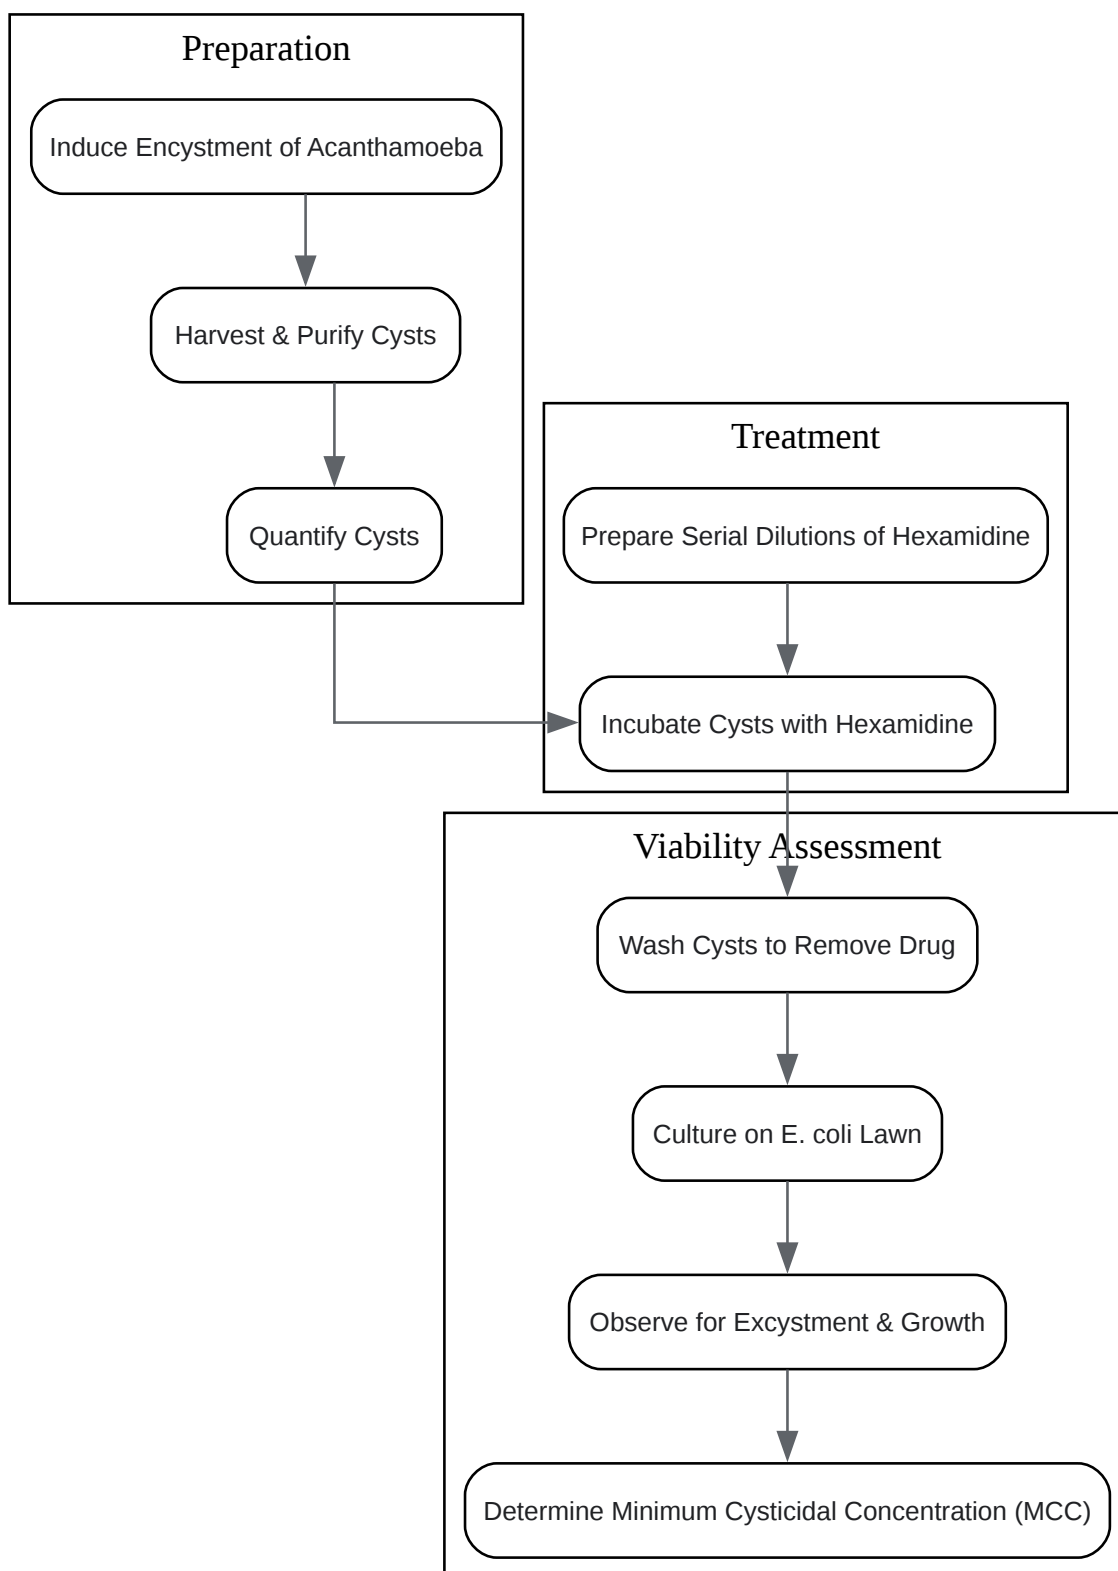 Preparation
Induce Encystment of Acanthamoeba
Harvest & Purify Cysts
Quantify Cysts
Treatment
Prepare Serial Dilutions of Hexamidine
Incubate Cysts with Hexamidine
Viability Assessment
Wash Cysts to Remove Drug
Culture on E. coli Lawn
Observe for Excystment & Growth
Determine Minimum Cysticidal Concentration (MCC)